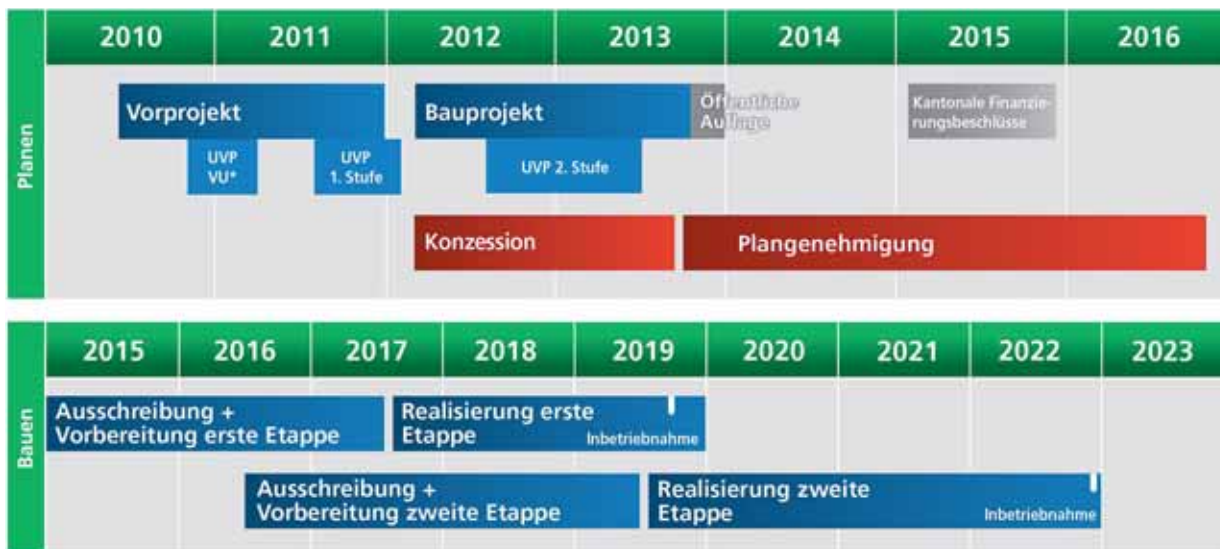 Planen
2010 2011 2012 2013 2014 2015 2016
Vorprojekt
Bauprojekt
Öffentliche
Auflage
Kantonale Finanzie-
rungsbeschlüsse
UVP
VU*
UVP
1. Stufe
UVP 2. Stufe
Konzession
Plangenehmigung
Bauen
2015 2016 2017 2018 2019 2020 2021 2022 2023
Ausschreibung +
Vorbereitung erste Etappe
Realisierung erste
Etappe
Inbetriebnahme
Ausschreibung +
Vorbereitung zweite Etappe
Realisierung zweite
Etappe
Inbetriebnahme